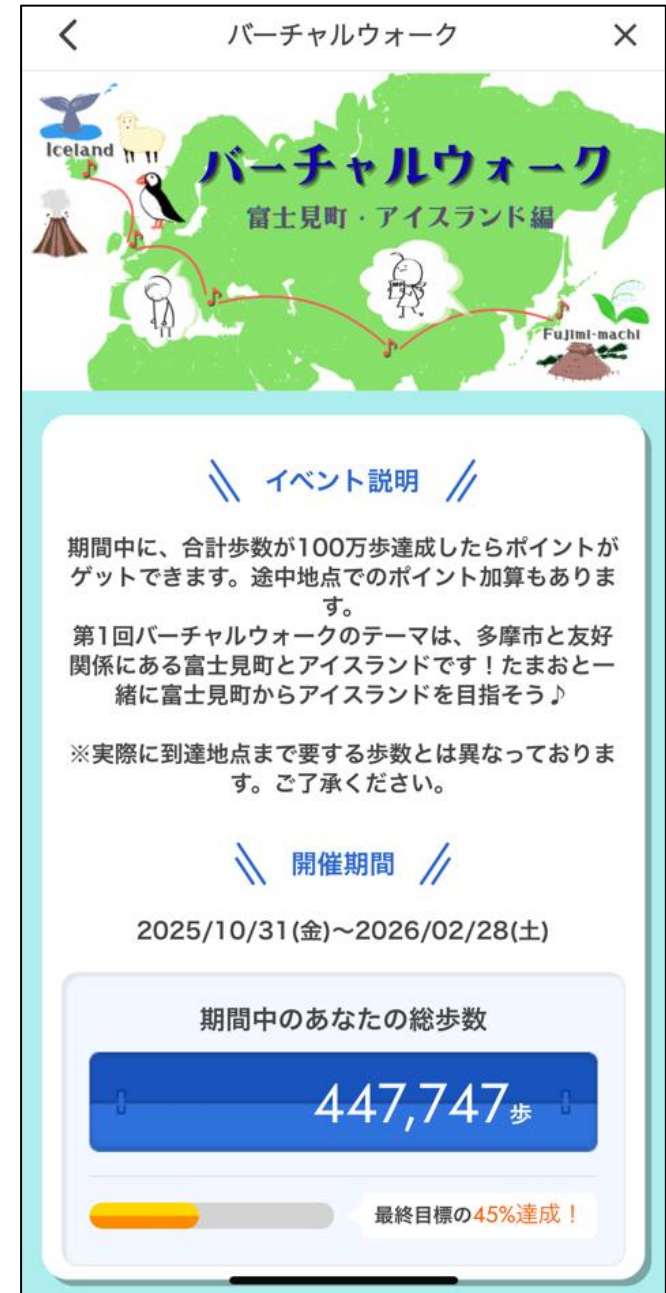 バーチャルウォーク
Iceland
バーチャルウォーク
富士見町・アイスランド編
Fujimi-machi
イベント説明
期間中に、合計歩数が100万歩達成したらポイントが
ゲットできます。途中地点でのポイント加算もありま
す。
第1回バーチャルウォークのテーマは、多摩市と友好
関係にある富士見町とアイスランドです！たまおと一
緒に富士見町からアイスランドを目指そう♪
※実際に到達地点まで要する歩数とは異なっておりま
す。ご了承ください。
開催期間
2025/10/31(金)～2026/02/28(土)
期間中のあなたの総歩数
447,747歩
最終目標の45%達成！